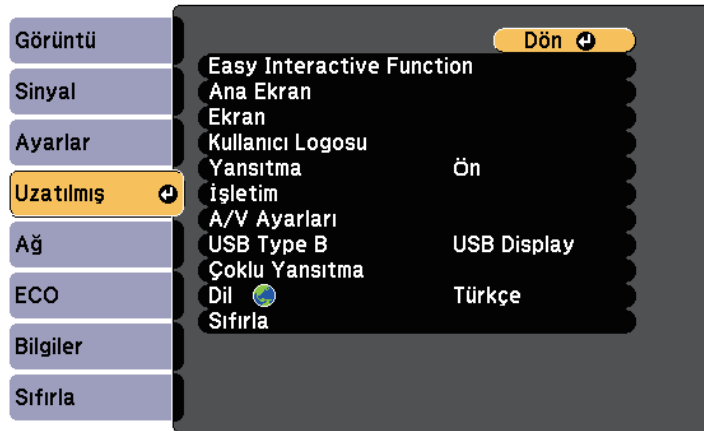 Görüntü
Sinyal
Ayarlar
Uzatılmış
Ağ
ECO
Bilgiler
Sıfırla
Dön
Easy Interactive Function
Ana Ekran
Ekran
Kullanıcı Logosu
Yansıtma Ön
İşletim
A/V Ayarları
USB Type B USB Display
Çoklu Yansıtma
Dil Türkçe
Sıfırla